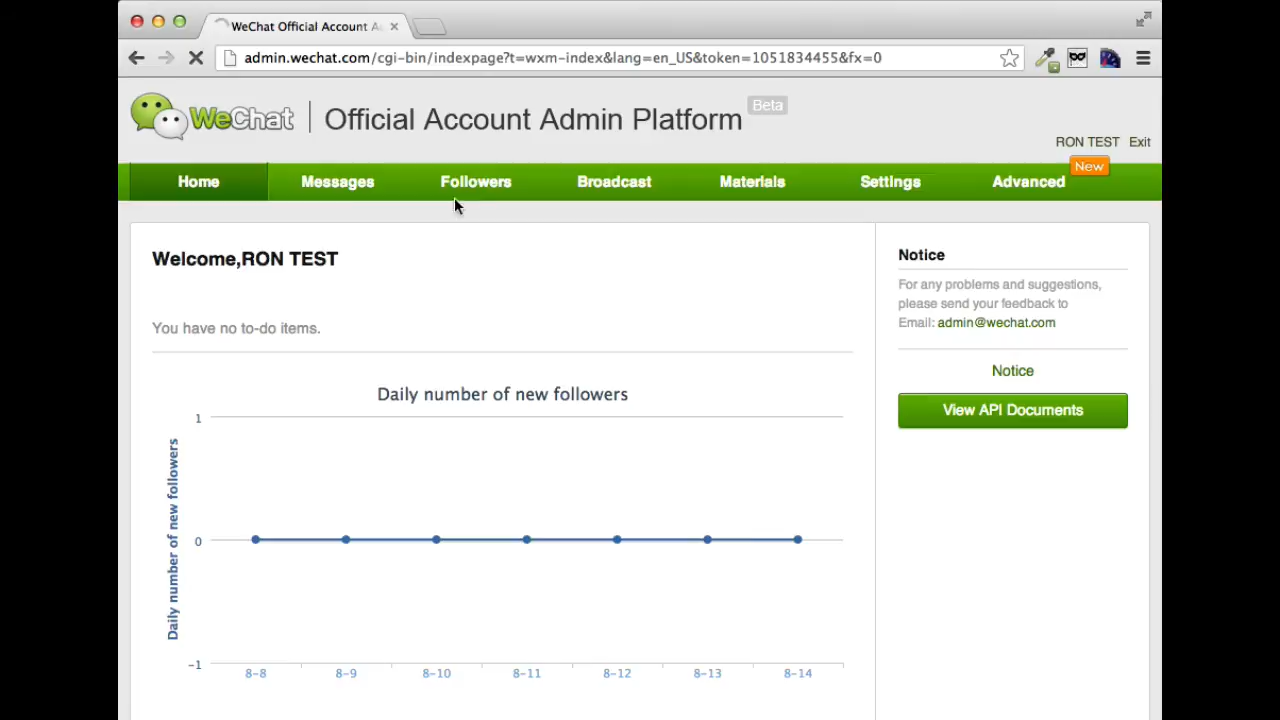 WeChat Official Account A
admin.wechat.com/cgi-bin/indexpage?t=wxm-index&lang=en_US&token=1051834455&fx=0
WeChat
Official Account Admin Platform
Beta
RON TEST Exit
New
Home Messages Followers Broadcast Materials Settings Advanced
Welcome,RON TEST
You have no to-do items.
Daily number of new followers
Daily number of new followers
1
0
-1
8-8 8-9 8-10 8-11 8-12 8-13 8-14
Notice
For any problems and suggestions,
please send your feedback to
Email: admin@wechat.com
Notice
View API Documents